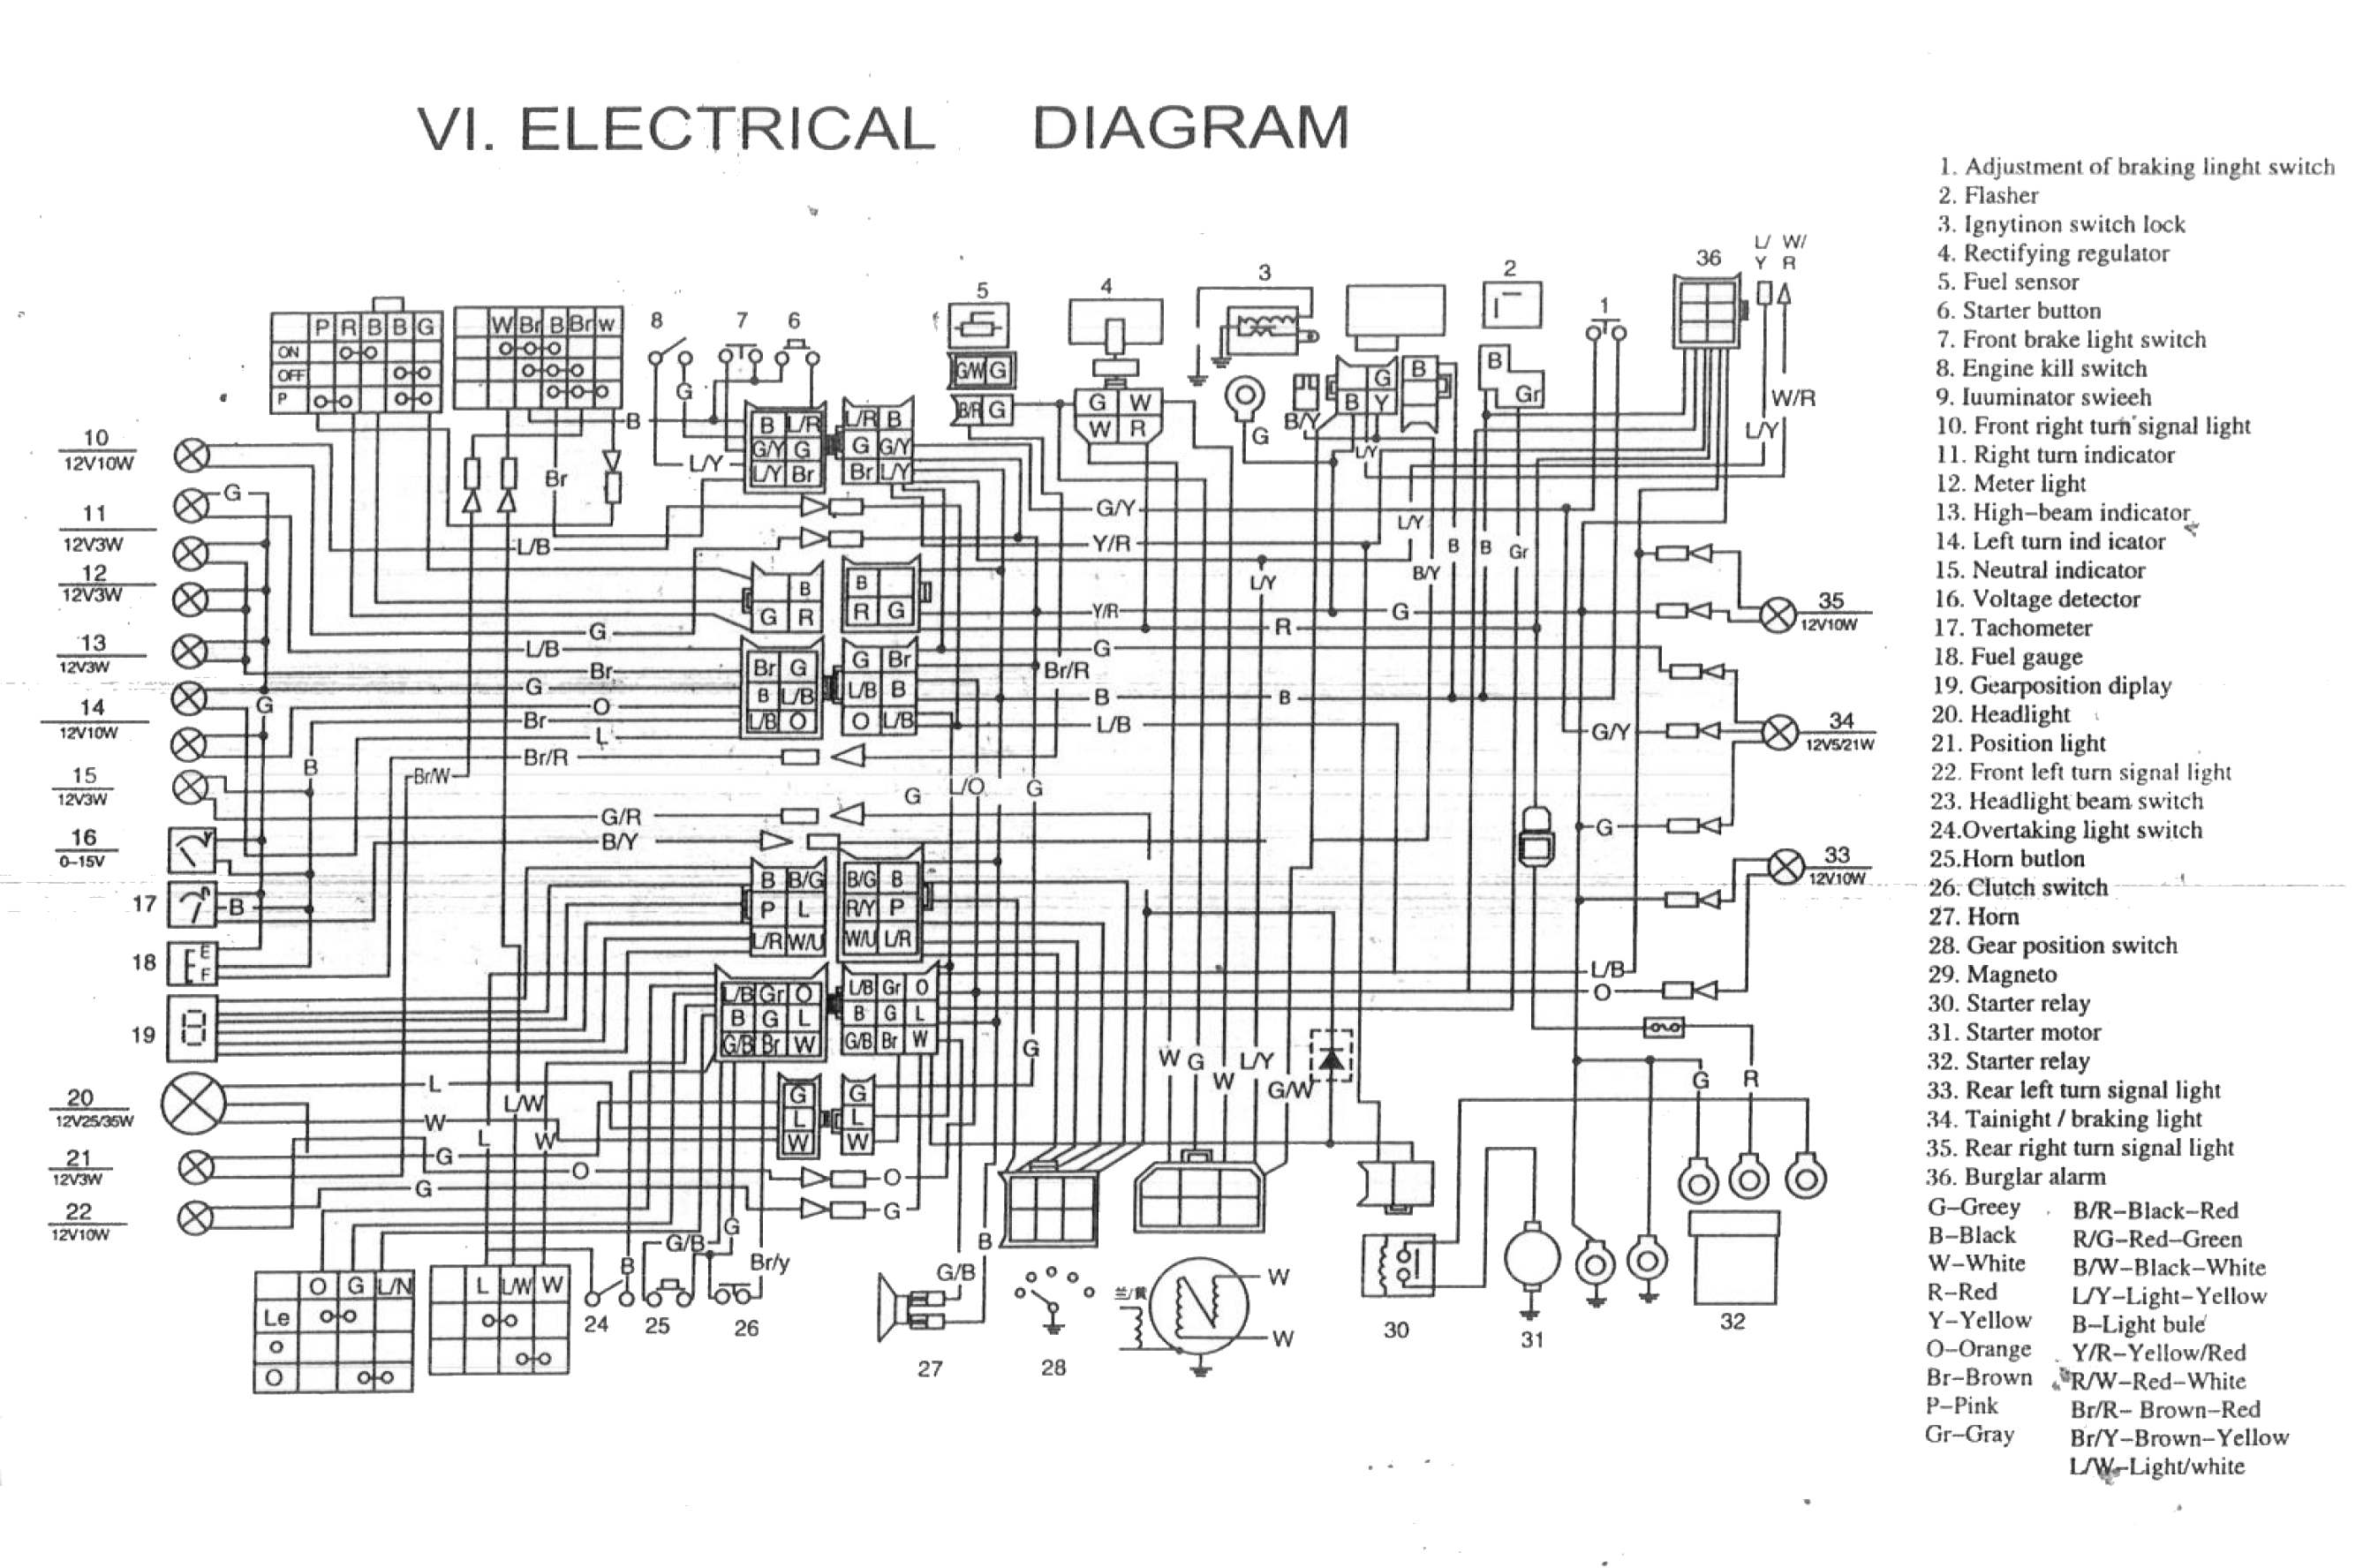 VI. ELECTRICAL DIAGRAM
1. Adjustment of braking linght switch
2. Flasher
3. Ignytinon switch lock
4. Rectifying regulator
5. Fuel sensor
6. Starter button
7. Front brake light switch
8. Engine kill switch
9. Iuuminator swieeh
10. Front right turn signal light
11. Right turn indicator
12. Meter light
13. High–beam indicator
14. Left turn ind icator
15. Neutral indicator
16. Voltage detector
17. Tachometer
18. Fuel gauge
19. Gearposition diplay
20. Headlight
21. Position light
22. Front left turn signal light
23. Headlight beam switch
24.Overtaking light switch
25.Horn butlon
26. Clutch switch
27. Horn
28. Gear position switch
29. Magneto
30. Starter relay
31. Starter motor
32. Starter relay
33. Rear left turn signal light
34. Tainight / braking light
35. Rear right turn signal light
36. Burglar alarm
G–Greey B/R–Black–Red
B–Black R/G–Red–Green
W–White B/W–Black–White
R–Red L/Y–Light–Yellow
Y–Yellow B–Light bule
O–Orange Y/R–Yellow/Red
Br–Brown R/W–Red–White
P–Pink Br/R– Brown–Red
Gr–Gray Br/Y–Brown–Yellow
L/W–Light/white
L/ W/
Y R
36
5 4 3 2 1
8 7 6
P R B B G
ON
OFF
P
W Br B Br w
10
12V10W
11
12V3W
12
12V3W
13
12V3W
14
12V10W
15
12V3W
16
0–15V
17
18
E
F
19
20
12V25/35W
21
12V3W
22
12V10W
G
B
Br
L/Y
L/B
G
L/B
Br
G
O
Br
L
Br/R
Br/W
G/R
B/Y
B
B L/R
G/Y G
L/Y Br
L/R B
G G/Y
Br L/Y
B
G R
B
R G
Br G
B L/B
L/B O
G Br
L/B B
O L/B
B B/G
P L
L/R W/U
B/G B
R/Y P
W/U L/R
L/B Gr O
B G L
G/B Br W
L/B Gr O
B G L
G/B Br W
G
L
W
G
L
W
G/W G
B/R G
G W
W R
G
B/Y
G
B Y
L/Y
B
B
Gr
W/R
L/Y
G/Y
Y/R
L/Y
Y/R
G
R
G
Br/R
B
B
L/B
L/Y
B/Y
B
B
Gr
L/O
G
G
35
12V10W
34
12V5/21W
33
12V10W
G/Y
G
L/B
O
G
R
W
G
W
L/Y
G/W
G
L
W
G
O
G
L
L/W
W
O
G
G/B
G
B
Br/y
O G L/N
Le
O
O
L L/W W
24 25 26
G/B
B
27
28
兰/黄
W
W
30
31
32